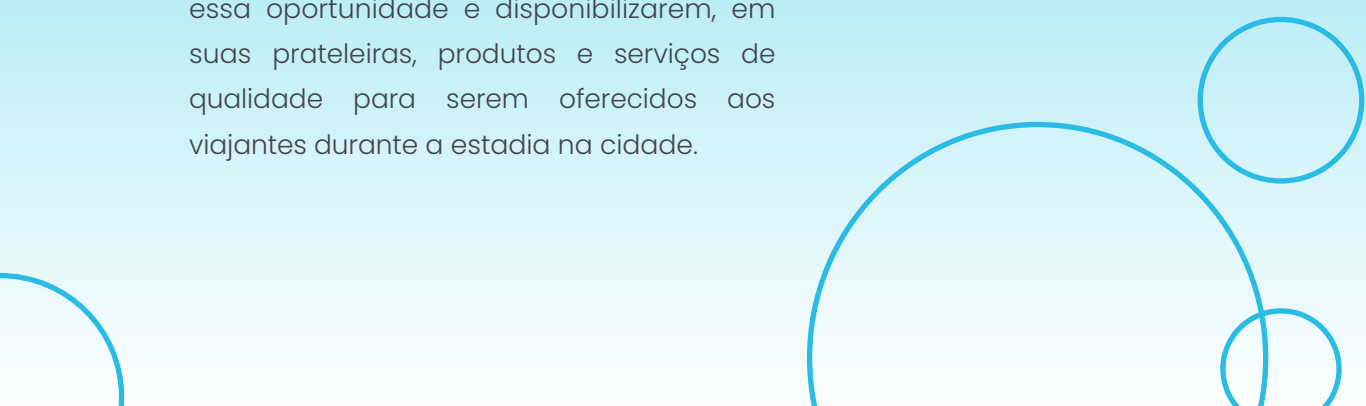 essa oportunidade e disponibilizarem, em
suas prateleiras, produtos e serviços de
qualidade para serem oferecidos aos
viajantes durante a estadia na cidade.